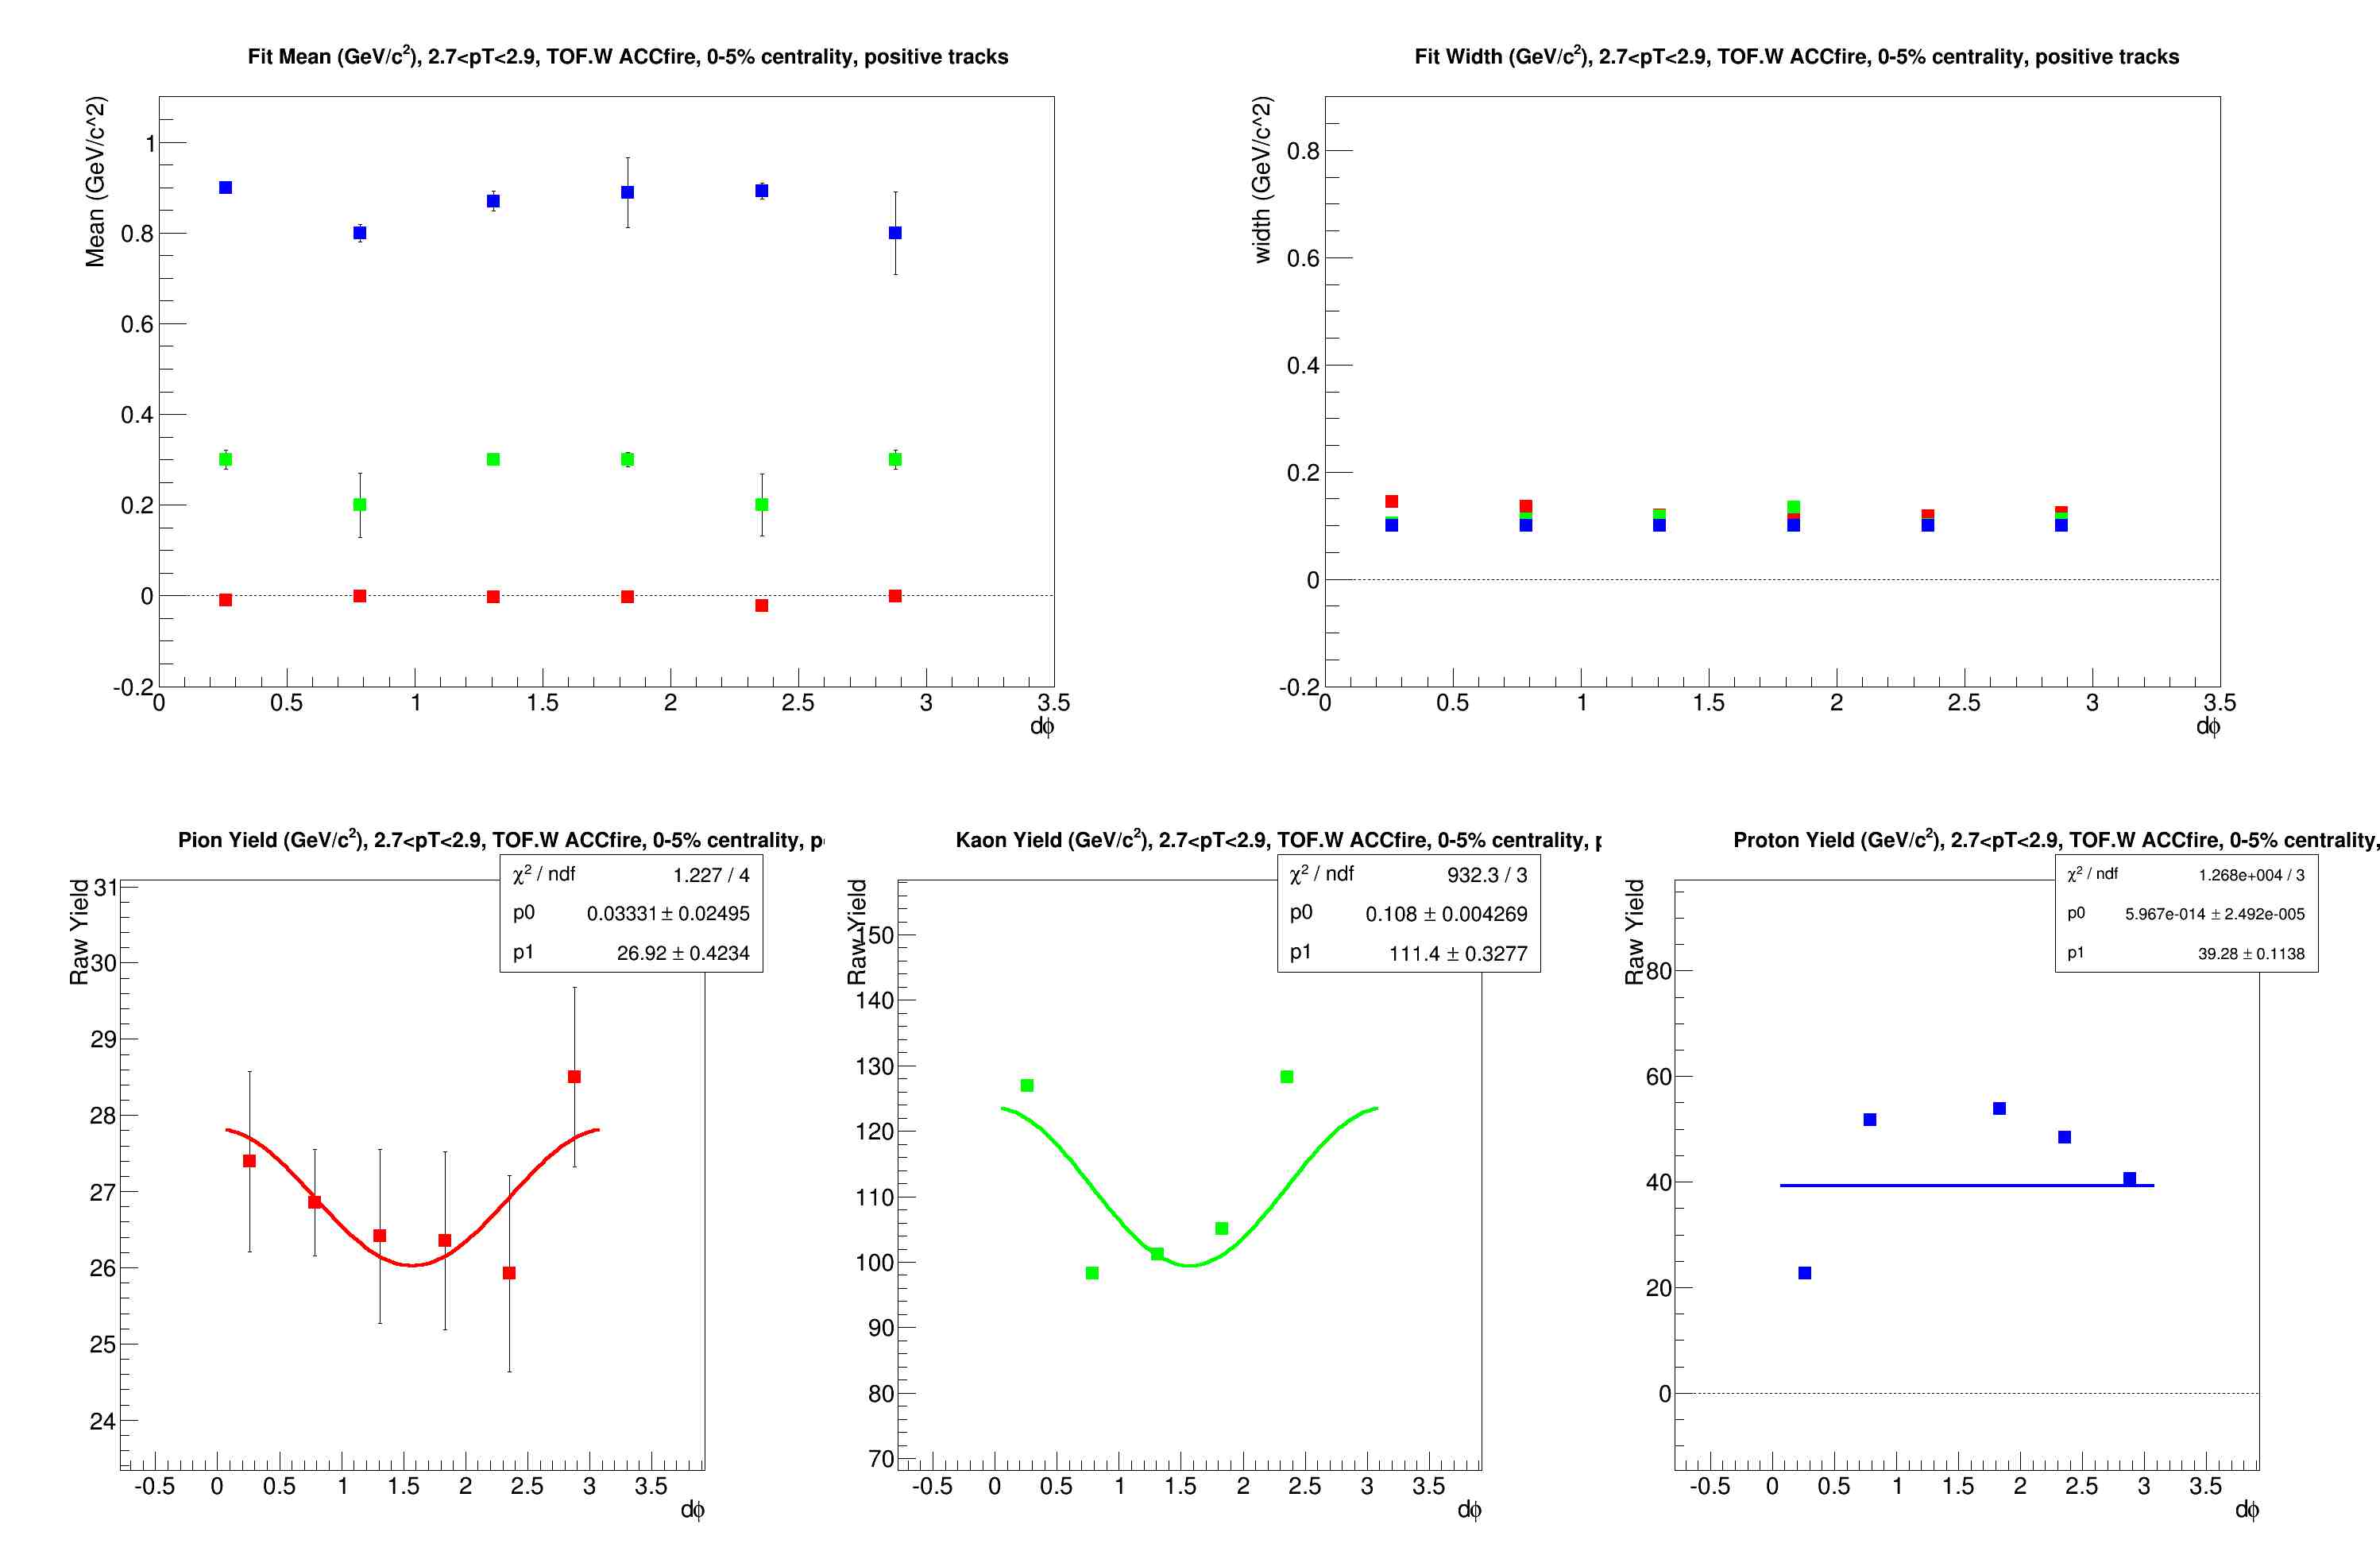 Fit Mean (GeV/c²), 2.7<pT<2.9, TOF.W ACCfire, 0-5% centrality, positive tracks
Mean (GeV/c^2)
1
0.8
0.6
0.4
0.2
0
-0.2
0 0.5 1 1.5 2 2.5 3 3.5
dϕ
Fit Width (GeV/c²), 2.7<pT<2.9, TOF.W ACCfire, 0-5% centrality, positive tracks
width (GeV/c^2)
0.8
0.6
0.4
0.2
0
-0.2
0 0.5 1 1.5 2 2.5 3 3.5
dϕ
Pion Yield (GeV/c²), 2.7<pT<2.9, TOF.W ACCfire, 0-5% centrality, p
χ² / ndf 1.227 / 4
p0 0.03331 ± 0.02495
p1 26.92 ± 0.4234
Raw Yield
31
30
29
28
27
26
25
24
-0.5 0 0.5 1 1.5 2 2.5 3 3.5
dϕ
Kaon Yield (GeV/c²), 2.7<pT<2.9, TOF.W ACCfire, 0-5% centrality, p
χ² / ndf 932.3 / 3
p0 0.108 ± 0.004269
p1 111.4 ± 0.3277
Raw Yield
150
140
130
120
110
100
90
80
70
-0.5 0 0.5 1 1.5 2 2.5 3 3.5
dϕ
Proton Yield (GeV/c²), 2.7<pT<2.9, TOF.W ACCfire, 0-5% centrality,
χ² / ndf 1.268e+004 / 3
p0 5.967e-014 ± 2.492e-005
p1 39.28 ± 0.1138
Raw Yield
80
60
40
20
0
-0.5 0 0.5 1 1.5 2 2.5 3 3.5
dϕ